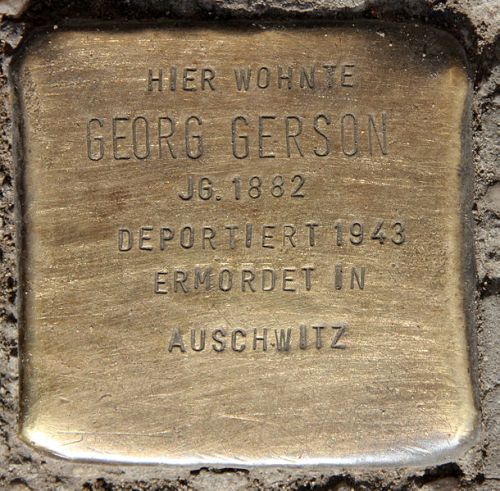 HIER WOHNTE
GEORG GERSON
JG. 1882
DEPORTIERT 1943
ERMORDET IN
AUSCHWITZ